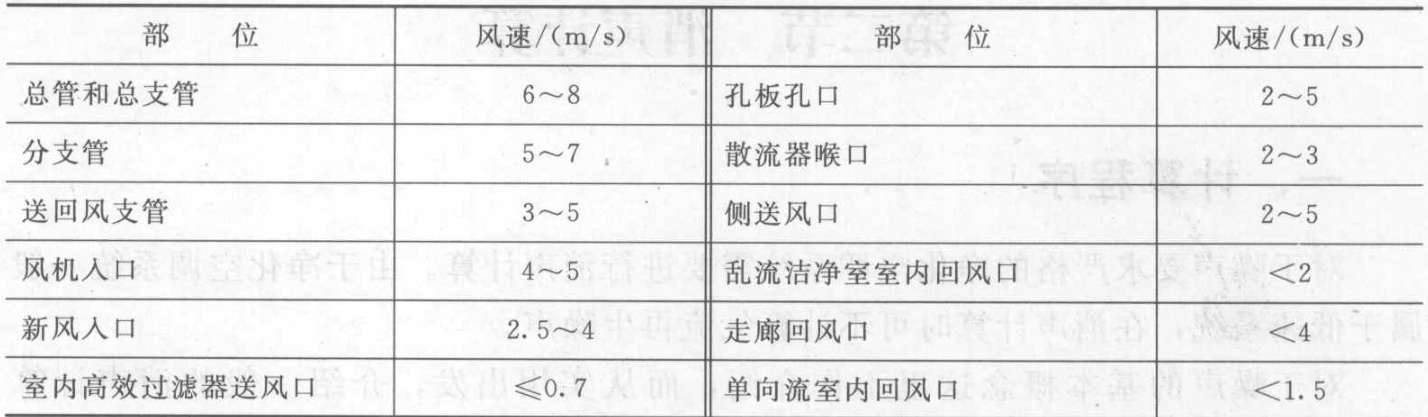 部 位 风速/(m/s) 部 位 风速/(m/s)
总管和总支管 6～8 孔板孔口 2～5
分支管 5～7 散流器喉口 2～3
送回风支管 3～5 侧送风口 2～5
风机入口 4～5 乱流洁净室室内回风口 ＜2
新风入口 2.5～4 走廊回风口 ＜4
室内高效过滤器送风口 ≤0.7 单向流室内回风口 ＜1.5